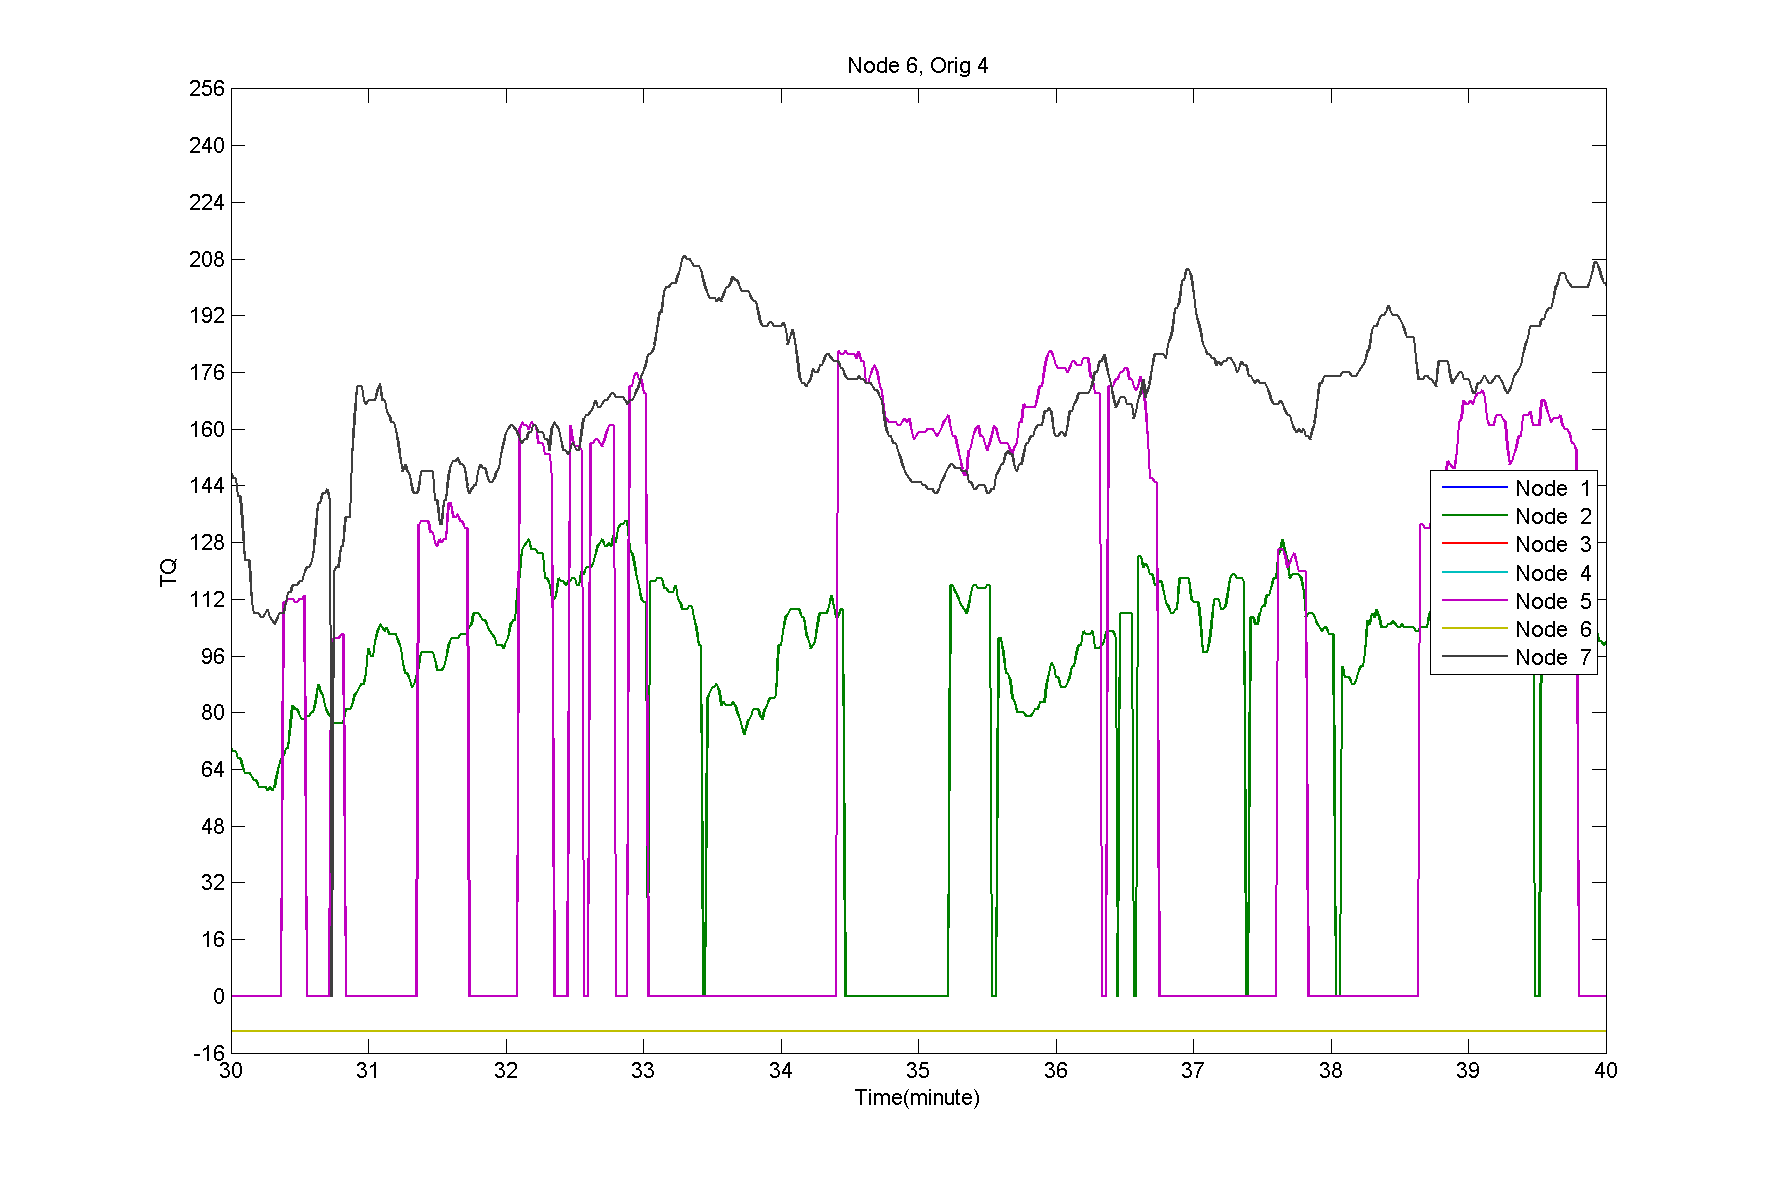 Node 6, Orig 4
256
240
224
208
192
176
160
144
128
112
96
80
64
48
32
16
0
-16
TQ
Node 1
Node 2
Node 3
Node 4
Node 5
Node 6
Node 7
30 31 32 33 34 35 36 37 38 39 40
Time(minute)